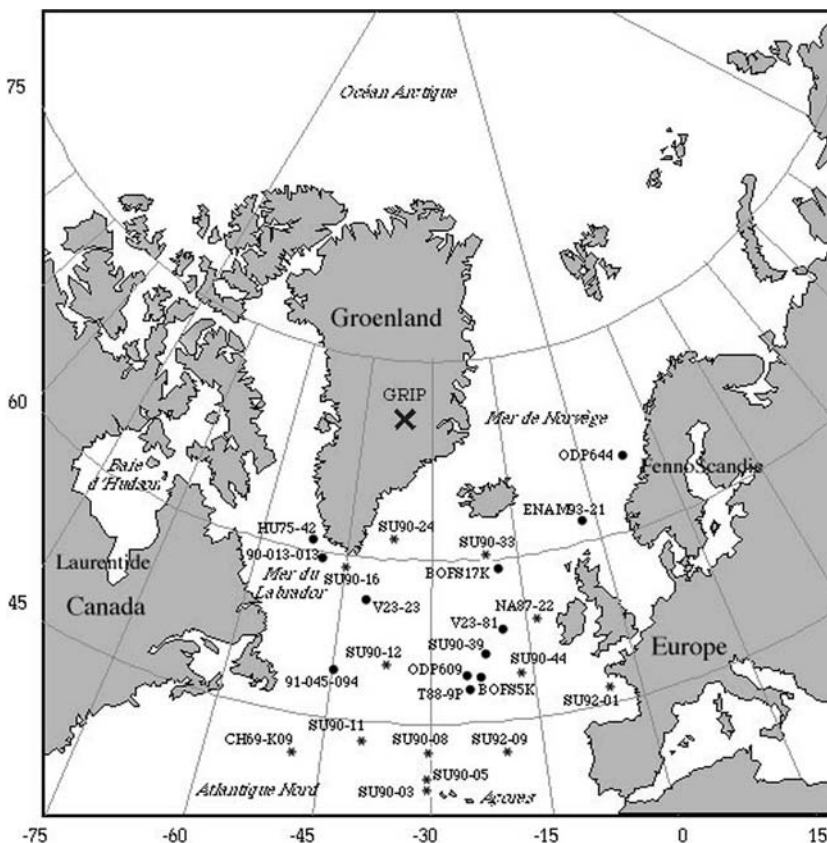 75
Océan Arctique
Groenland
60
GRIP
Mer de Norvège
ODP644
FennoScandie
Baie
d'Hudson
ENAM93-21
HU75-42
SU90-24
90-013-013
SU90-33
Laurentide
Mer du
Labrador
SU90-16
BOFS17K
Canada
V23-23
NA87-22
45
V23-81
SU90-39
Europe
SU90-12
ODP609
SU90-44
91-045-094
T88-9P
BOFS5K
SU92-01
SU90-11
CH69-K09
SU90-08
SU92-09
SU90-05
Atlantique Nord
SU90-03
Açores
-75
-60
-45
-30
-15
0
15